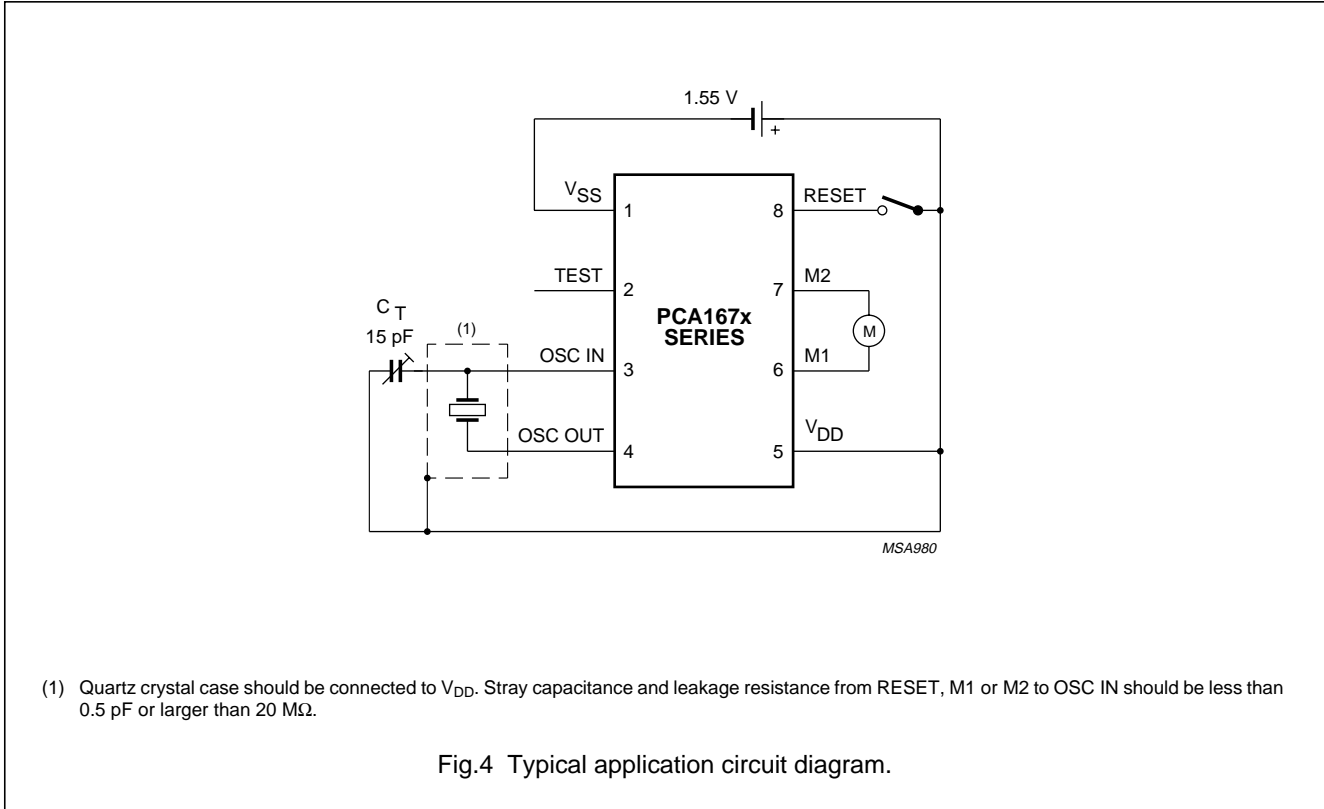 1.55 V
+
VSS
1
8
RESET
TEST
2
7
M2
PCA167x
SERIES
M
CT
15 pF
(1)
OSC IN
3
6
M1
OSC OUT
4
5
VDD
MSA980
(1) Quartz crystal case should be connected to VDD. Stray capacitance and leakage resistance from RESET, M1 or M2 to OSC IN should be less than
0.5 pF or larger than 20 MΩ.
Fig.4 Typical application circuit diagram.